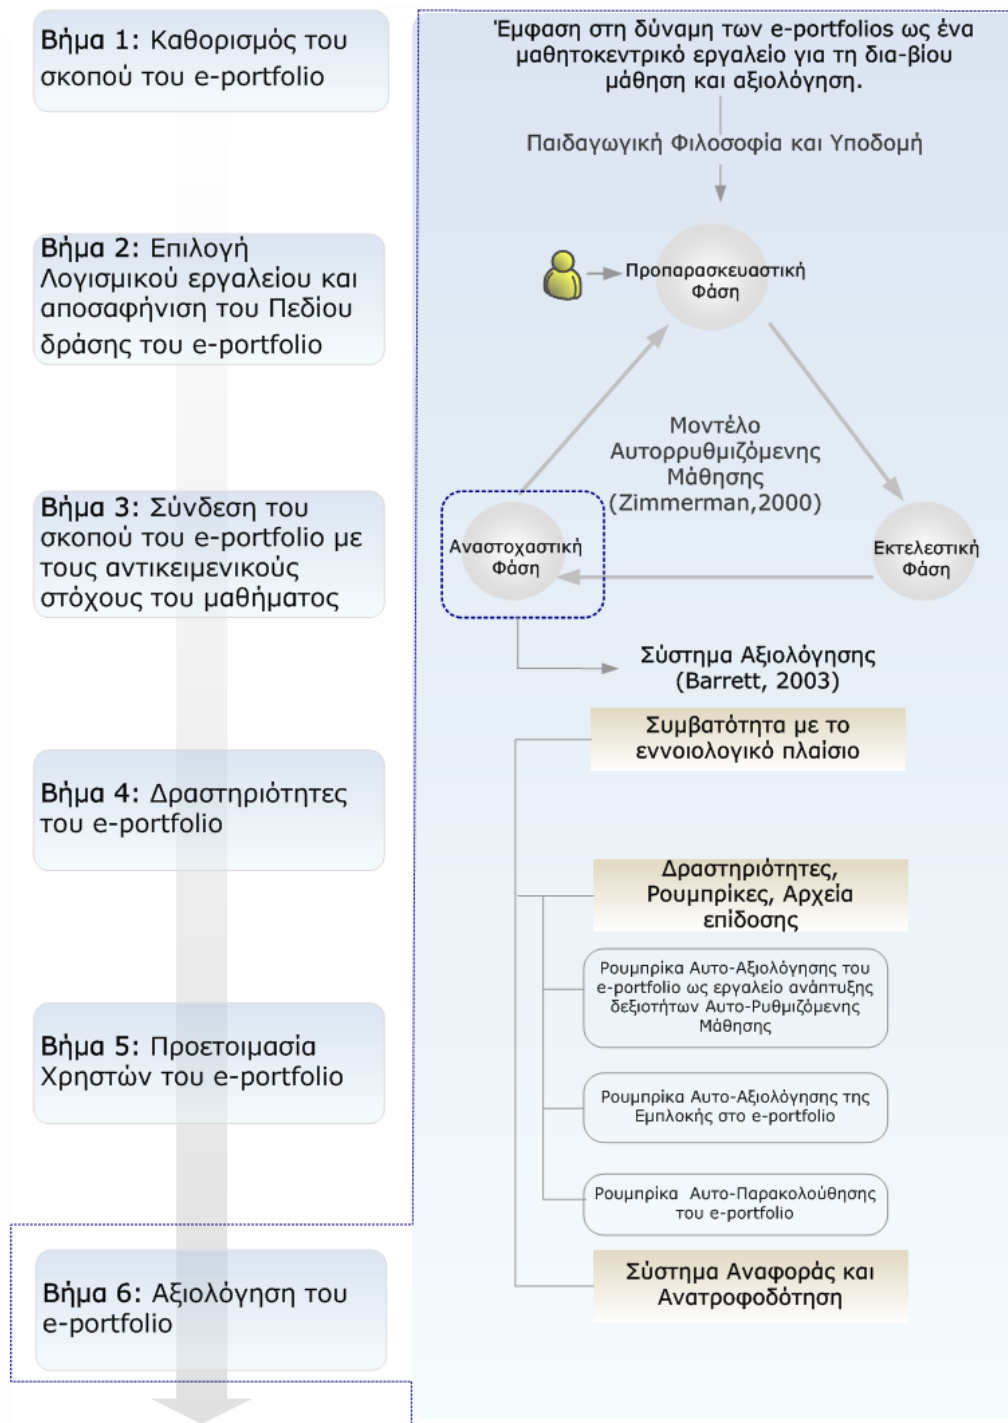 Βήμα 1: Καθορισμός του
σκοπού του e-portfolio
Βήμα 2: Επιλογή
Λογισμικού εργαλείου και
αποσαφήνιση του Πεδίου
δράσης του e-portfolio
Βήμα 3: Σύνδεση του
σκοπού του e-portfolio με
τους αντικειμενικούς
στόχους του μαθήματος
Βήμα 4: Δραστηριότητες
του e-portfolio
Βήμα 5: Προετοιμασία
Χρηστών του e-portfolio
Βήμα 6: Αξιολόγηση του
e-portfolio
Έμφαση στη δύναμη των e-portfolios ως ένα
μαθητοκεντρικό εργαλείο για τη δια-βίου
μάθηση και αξιολόγηση.
Παιδαγωγική Φιλοσοφία και Υποδομή
Προπαρασκευαστική
Φάση
Μοντέλο
Αυτορρυθμιζόμενης
Μάθησης
(Zimmerman,2000)
Αναστοχαστική
Φάση
Εκτελεστική
Φάση
Σύστημα Αξιολόγησης
(Barrett, 2003)
Συμβατότητα με το
εννοιολογικό πλαίσιο
Δραστηριότητες,
Ρουμπρίκες, Αρχεία
επίδοσης
Ρουμπρίκα Αυτο-Αξιολόγησης του
e-portfolio ως εργαλείο ανάπτυξης
δεξιοτήτων Αυτο-Ρυθμιζόμενης
Μάθησης
Ρουμπρίκα Αυτο-Αξιολόγησης της
Εμπλοκής στο e-portfolio
Ρουμπρίκα Αυτο-Παρακολούθησης
του e-portfolio
Σύστημα Αναφοράς και
Ανατροφοδότηση